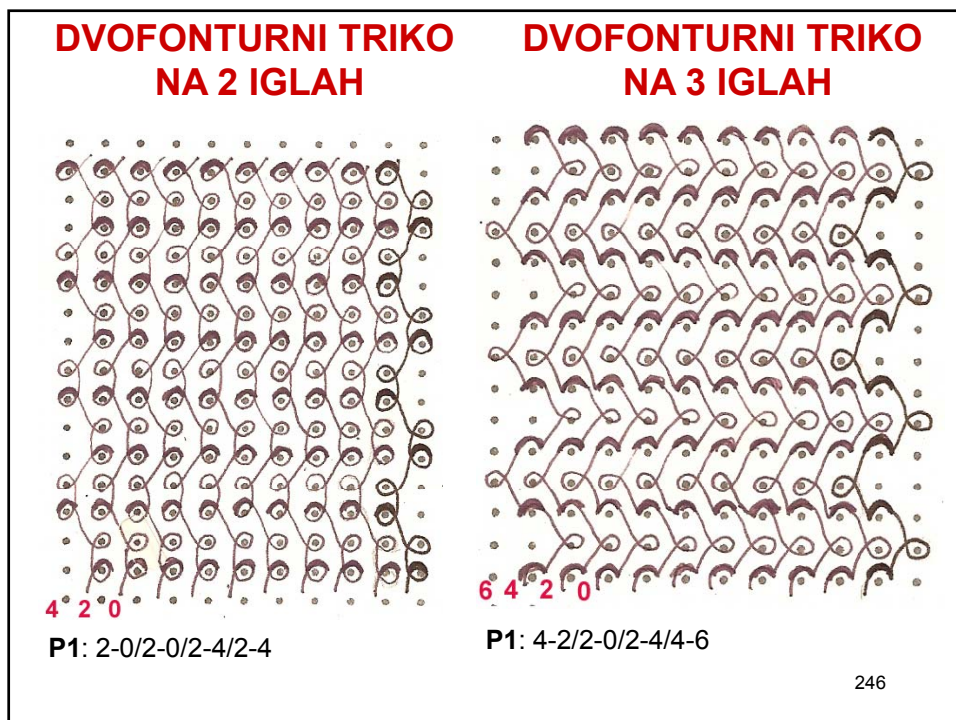 DVOFONTURNI TRIKO
NA 2 IGLAH
4 2 0
P1: 2-0/2-0/2-4/2-4
DVOFONTURNI TRIKO
NA 3 IGLAH
6 4 2 0
P1: 4-2/2-0/2-4/4-6
246